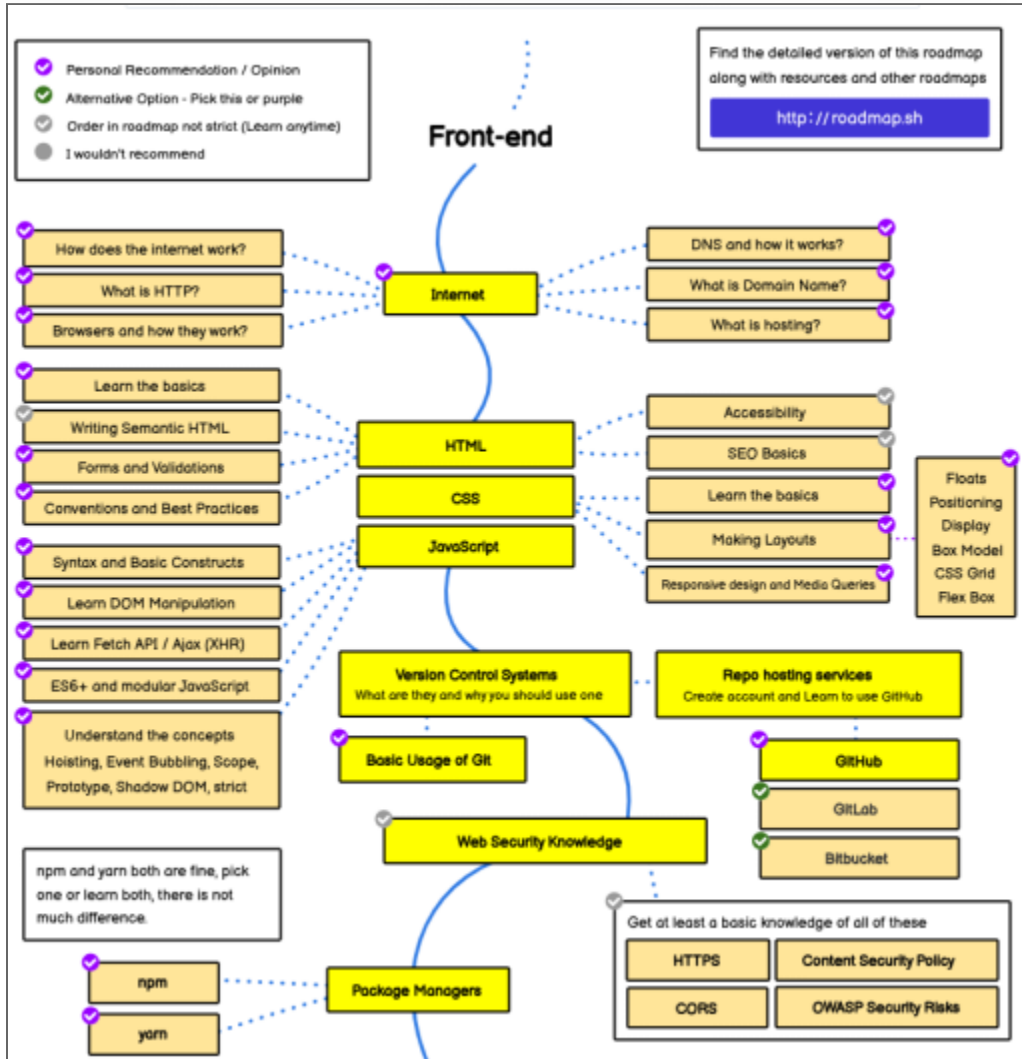 Personal Recommendation / Opinion
Alternative Option - Pick this or purple
Order in roadmap not strict (Learn anytime)
I wouldn't recommend
Find the detailed version of this roadmap
along with resources and other roadmaps
http://roadmap.sh
Front-end
How does the internet work?
What is HTTP?
Browsers and how they work?
Internet
DNS and how it works?
What is Domain Name?
What is hosting?
Learn the basics
Writing Semantic HTML
Forms and Validations
Conventions and Best Practices
HTML
CSS
JavaScript
Accessibility
SEO Basics
Learn the basics
Making Layouts
Responsive design and Media Queries
Floats
Positioning
Display
Box Model
CSS Grid
Flex Box
Syntax and Basic Constructs
Learn DOM Manipulation
Learn Fetch API / Ajax (XHR)
ES6+ and modular JavaScript
Understand the concepts
Hoisting, Event Bubbling, Scope,
Prototype, Shadow DOM, strict
Version Control Systems
What are they and why you should use one
Basic Usage of Git
Repo hosting services
Create account and Learn to use GitHub
GitHub
GitLab
Bitbucket
Web Security Knowledge
Get at least a basic knowledge of all of these
HTTPS
Content Security Policy
CORS
OWASP Security Risks
npm and yarn both are fine, pick
one or learn both, there is not
much difference.
npm
yarn
Package Managers